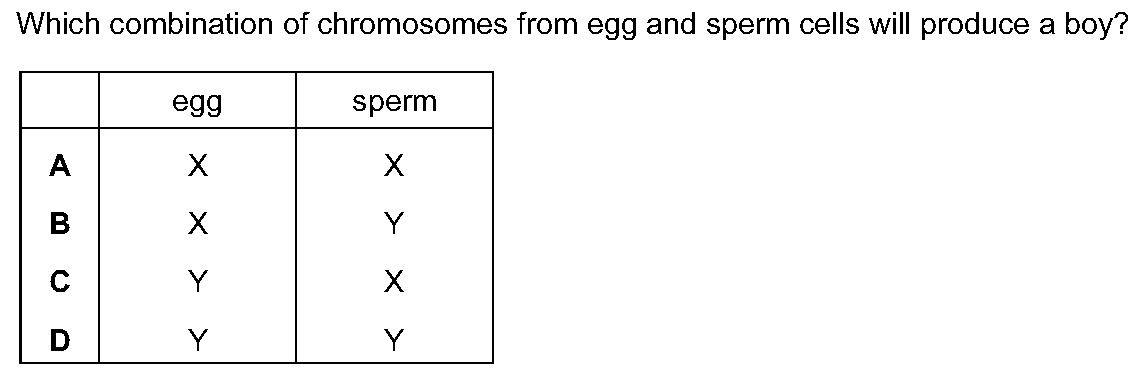 Which combination of chromosomes from egg and sperm cells will produce a boy?
egg sperm
A X X
B X Y
C Y X
D Y Y